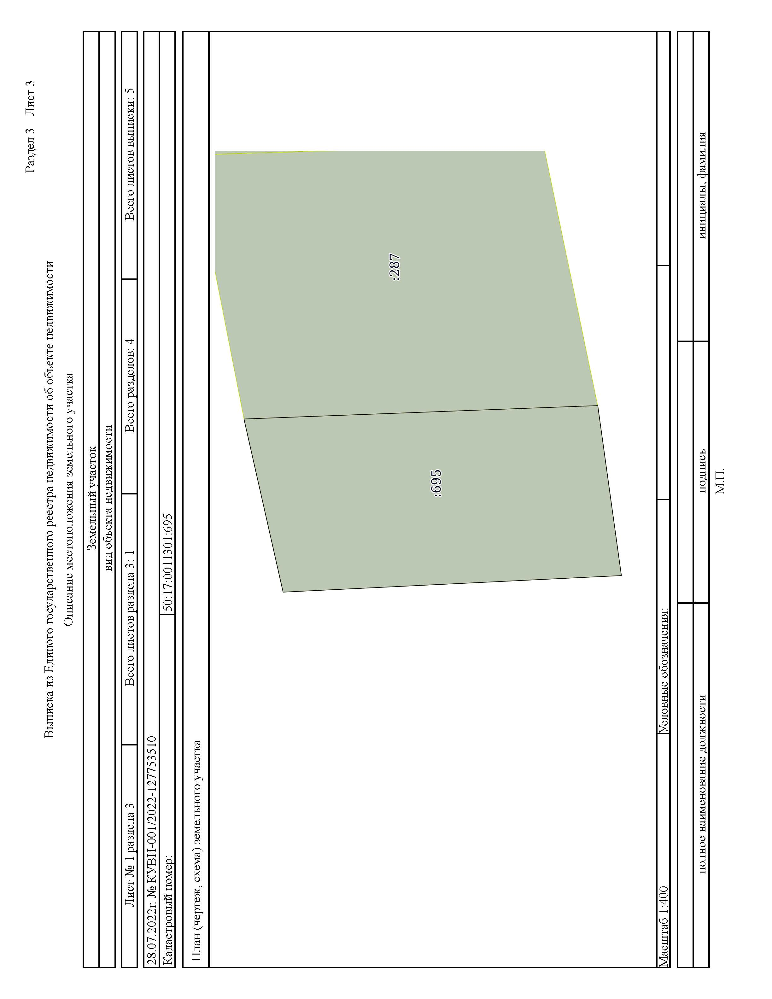 Раздел 3 Лист 3
Выписка из Единого государственного реестра недвижимости об объекте недвижимости
Описание местоположения земельного участка
Земельный участок
вид объекта недвижимости
Лист № 1 раздела 3 Всего листов раздела 3: 1 Всего разделов: 4 Всего листов выписки: 5
28.07.2022г. № КУВИ-001/2022-127753510
Кадастровый номер: 50:17:0011301:695
План (чертеж, схема) земельного участка
:287
:695
Масштаб 1:400 Условные обозначения:
полное наименование должности подпись инициалы, фамилия
М.П.